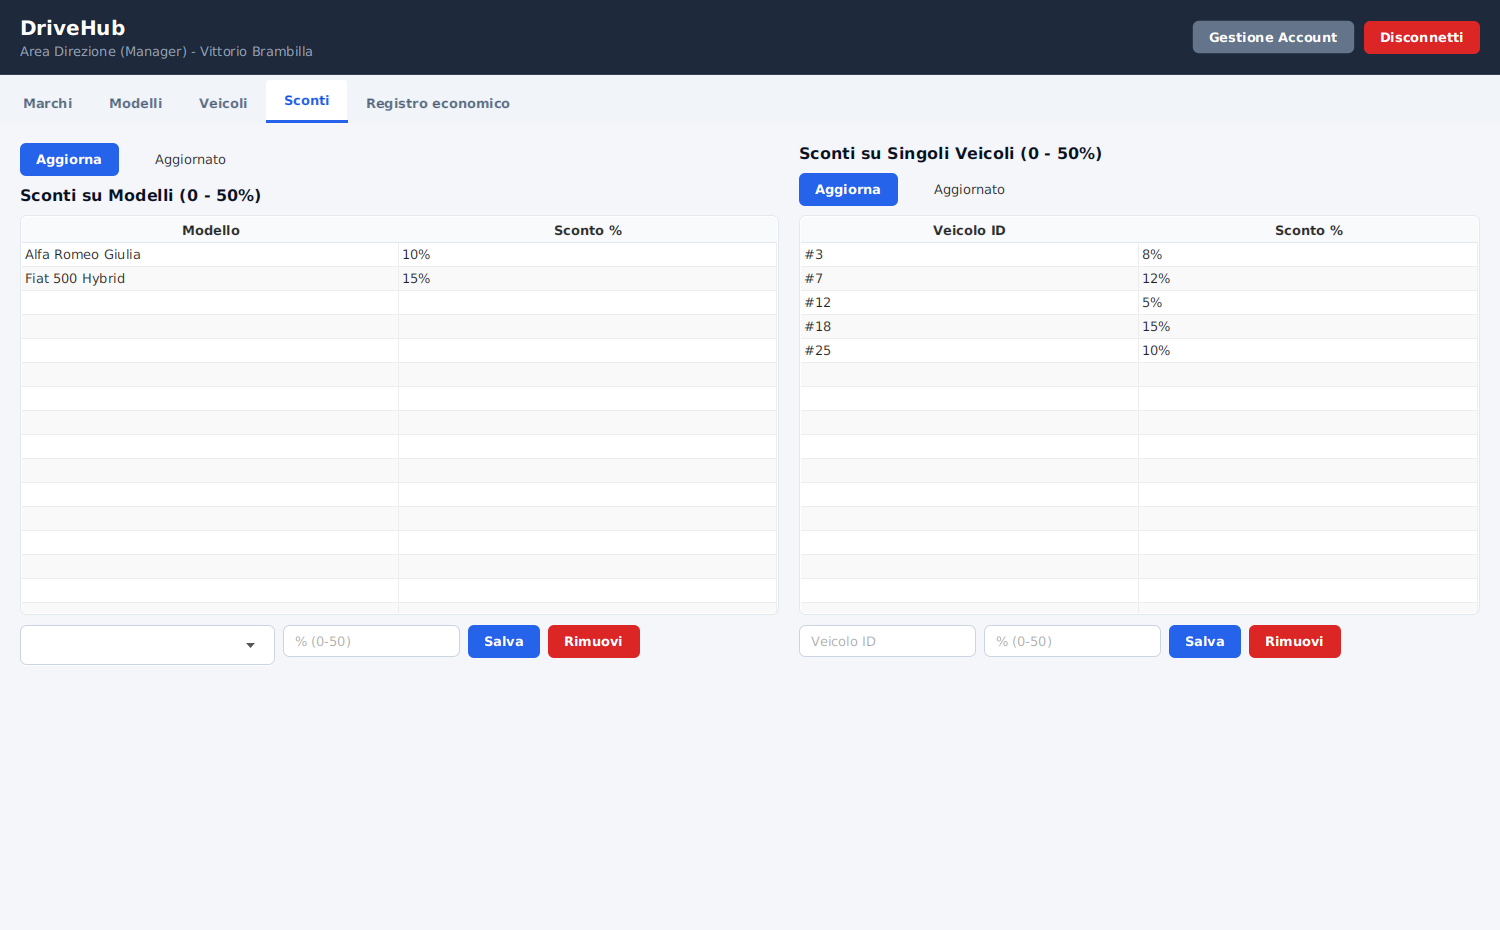 DriveHub
Area Direzione (Manager) - Vittorio Brambilla
Gestione Account
Disconnetti
Marchi
Modelli
Veicoli
Sconti
Registro economico
Aggiorna
Aggiornato
Sconti su Modelli (0 - 50%)
Modello
Sconto %
Alfa Romeo Giulia
10%
Fiat 500 Hybrid
15%
% (0-50)
Salva
Rimuovi
Sconti su Singoli Veicoli (0 - 50%)
Aggiorna
Aggiornato
Veicolo ID
Sconto %
#3
8%
#7
12%
#12
5%
#18
15%
#25
10%
Veicolo ID
% (0-50)
Salva
Rimuovi